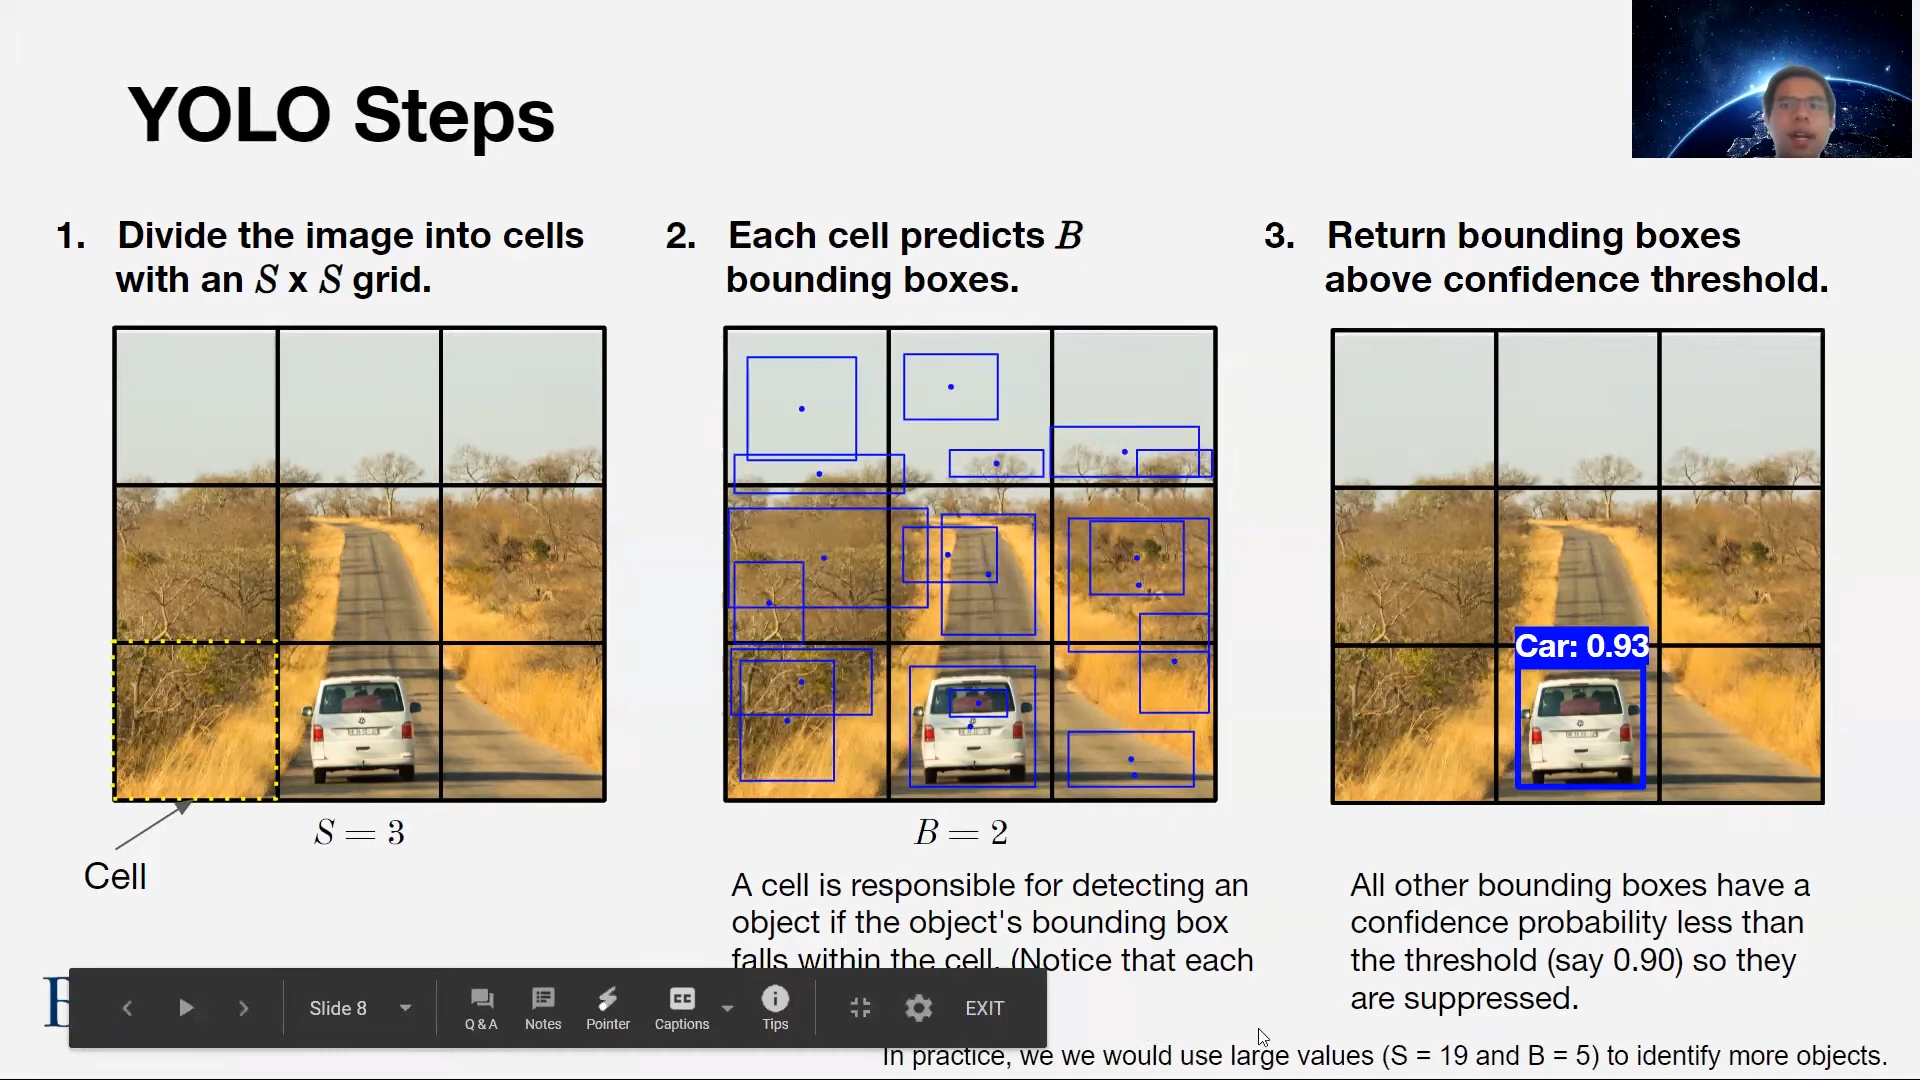 YOLO Steps
1. Divide the image into cells
with an S x S grid.
S = 3
Cell
2. Each cell predicts B
bounding boxes.
B = 2
A cell is responsible for detecting an
object if the object's bounding box
falls within the cell. (Notice that each
3. Return bounding boxes
above confidence threshold.
Car: 0.93
All other bounding boxes have a
confidence probability less than
the threshold (say 0.90) so they
are suppressed.
Slide 8
Q & A
Notes
Pointer
CC
Captions
Tips
EXIT
In practice, we we would use large values (S = 19 and B = 5) to identify more objects.